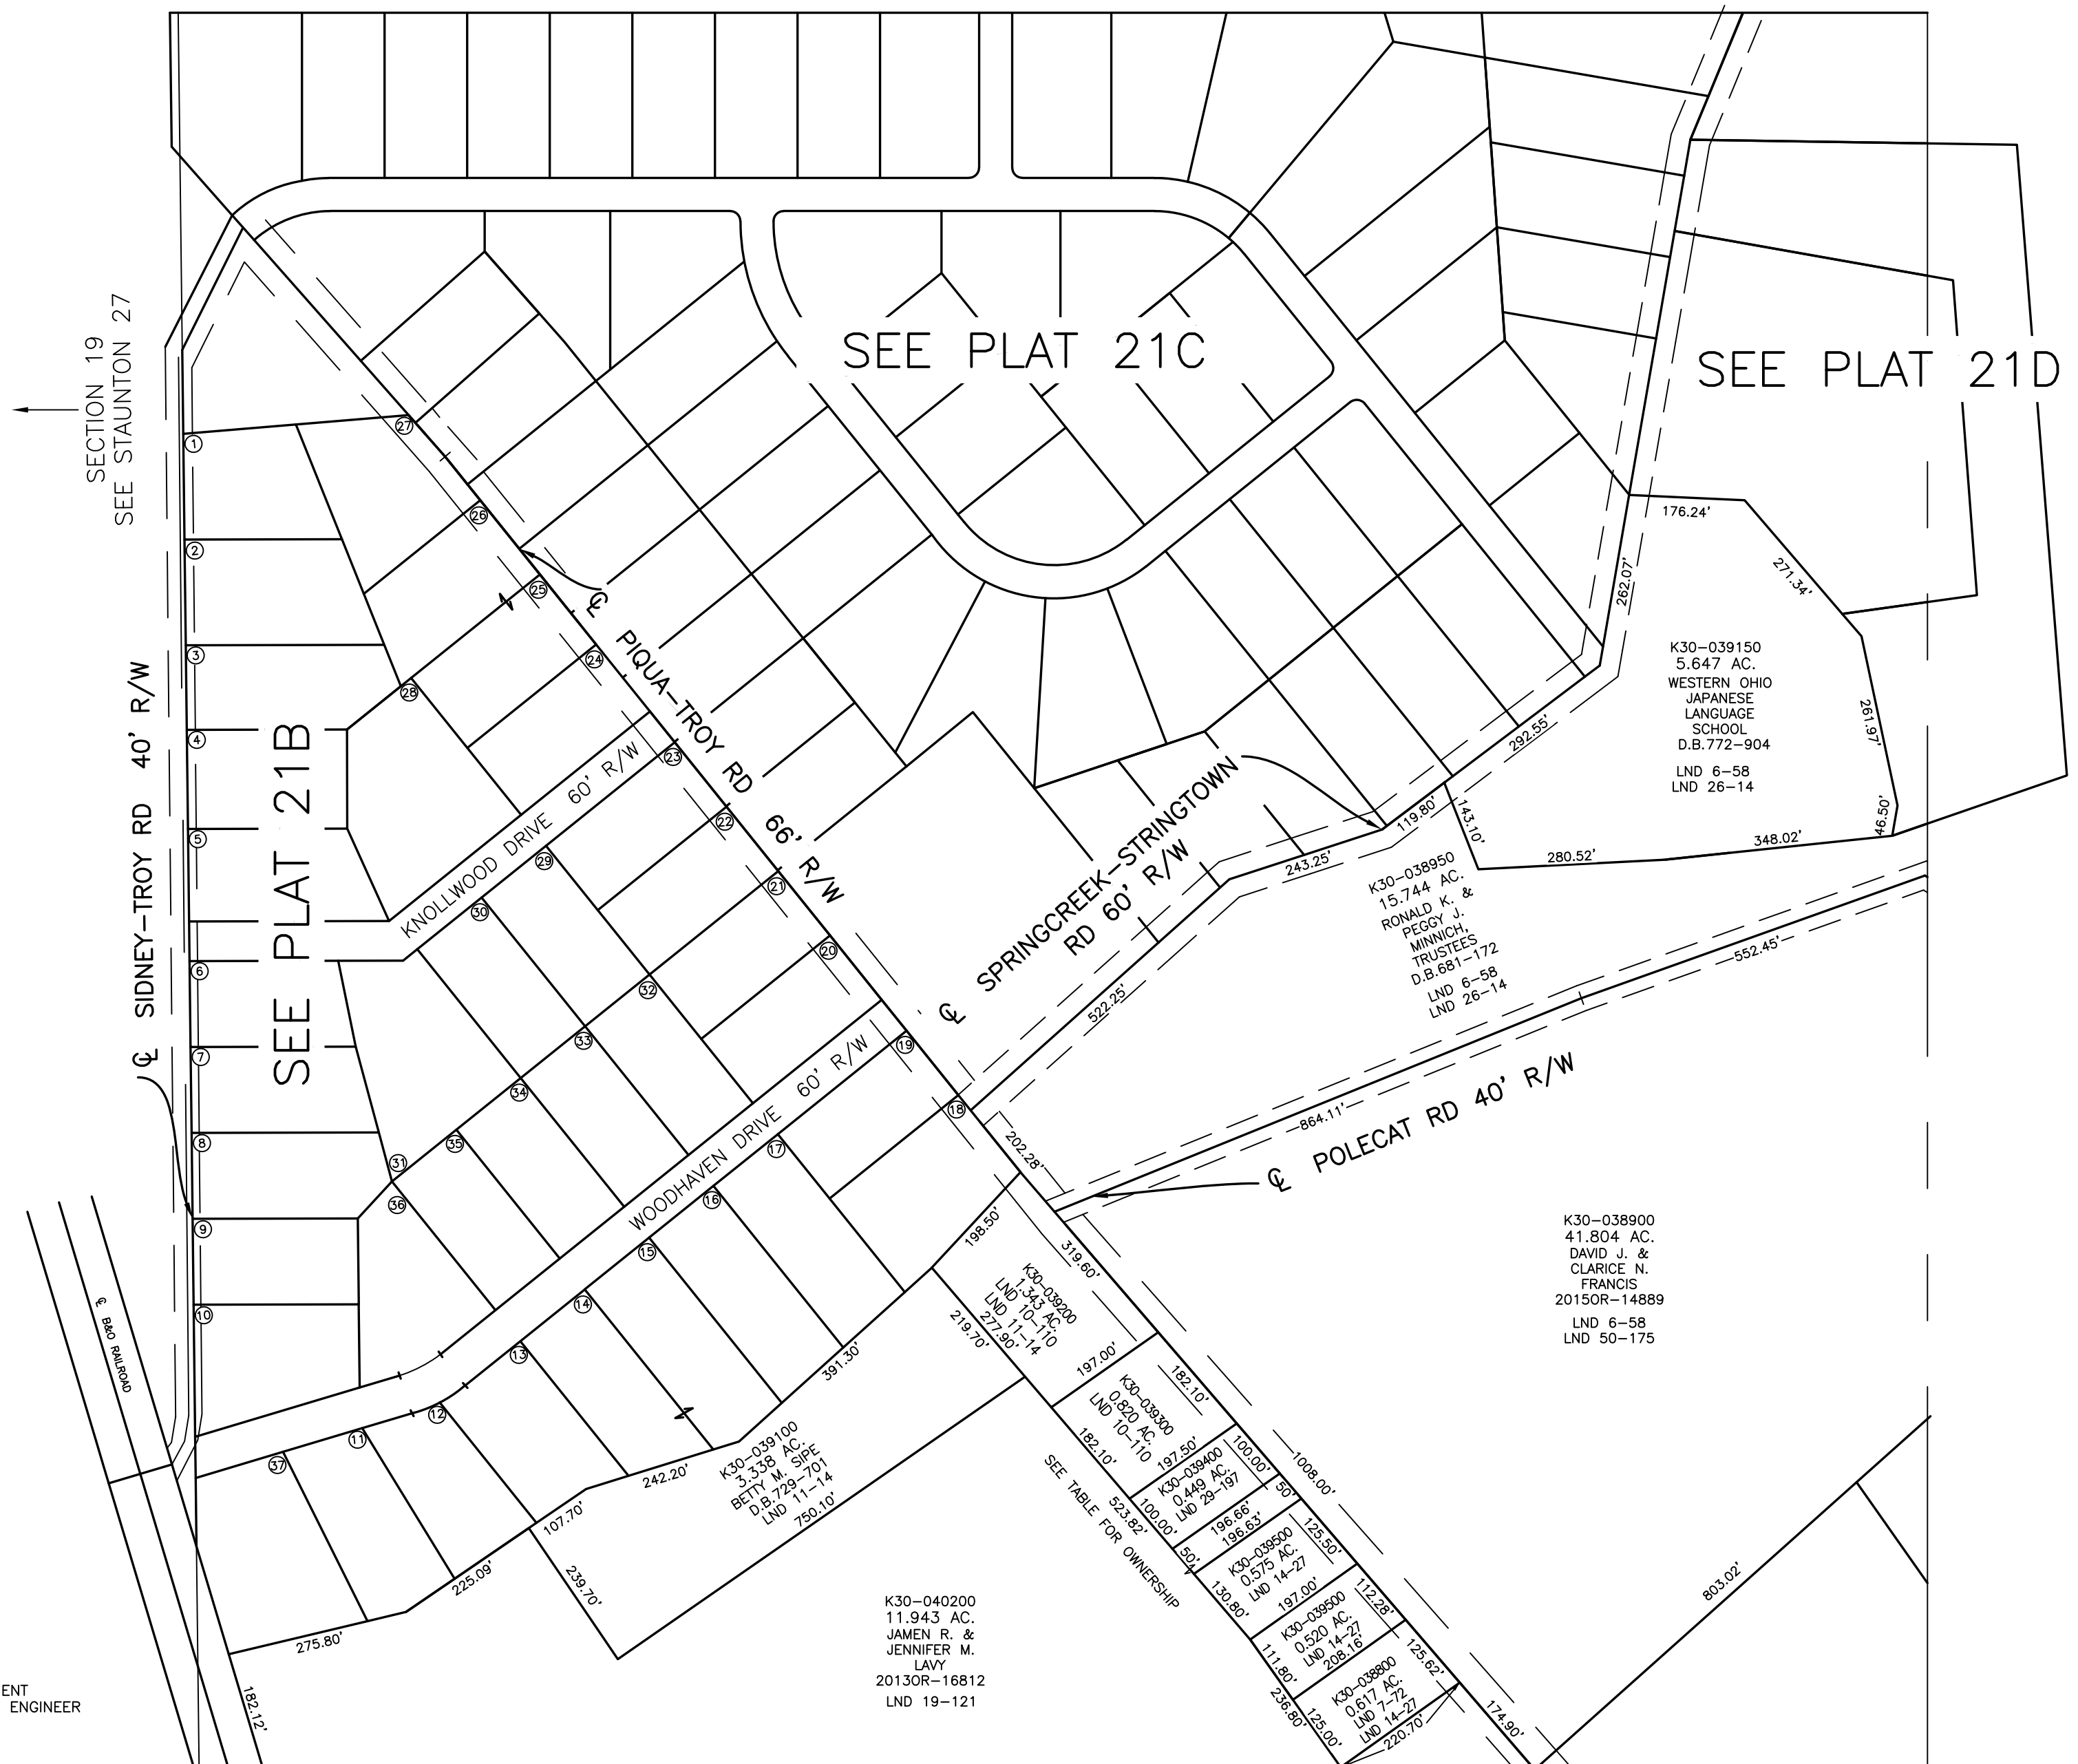 SEE PLAT 21C
SEE PLAT 21D
SECTION 19
SEE STAUNTON 27
SEE PLAT 21B
℄ SIDNEY-TROY RD 40' R/W
℄ PIQUA-TROY RD 66' R/W
KNOLLWOOD DRIVE 60' R/W
WOODHAVEN DRIVE 60' R/W
℄ SPRINGCREEK-STRINGTOWN
RD 60' R/W
℄ POLECAT RD 40' R/W
℄ B&O RAILROAD
1
2
3
4
5
6
7
8
9
10
27
26
25
24
28
23
22
29
21
30
20
32
19
33
34
18
35
31
17
36
16
15
14
13
12
11
37
176.24'
271.34'
262.07'
261.97'
46.50'
348.02'
280.52'
143.10'
292.55'
119.80'
243.25'
522.25'
K30-039150
5.647 AC.
WESTERN OHIO
JAPANESE
LANGUAGE
SCHOOL
D.B.772-904
LND 6-58
LND 26-14
K30-038950
15.744 AC.
RONALD K. &
PEGGY J.
MINNICH,
TRUSTEES
D.B.681-172
LND 6-58
LND 26-14
552.45'
864.11'
202.28'
K30-038900
41.804 AC.
DAVID J. &
CLARICE N.
FRANCIS
2015OR-14889
LND 6-58
LND 50-175
198.50'
319.60'
K30-039200
1.343 AC.
LND 10-110
LND 11-14
277.90'
219.70'
197.00'
182.10'
K30-039300
0.820 AC.
LND 10-110
182.10'
197.50'
100.00'
K30-039400
0.449 AC.
LND 29-197
100.00'
523.82'
1008.00'
50'
196.66'
196.63'
50'
K30-039500
0.575 AC.
LND 14-27
125.50'
130.80'
197.00'
112.28'
K30-039500
0.520 AC.
LND 14-27
208.16'
111.80'
125.62'
K30-038800
0.617 AC.
LND 7-72
LND 14-27
236.80'
125.00'
220.70'
174.90'
803.02'
SEE TABLE FOR OWNERSHIP
K30-039100
3.338 AC.
BETTY M. SIPE
D.B.729-701
LND 11-14
750.10'
391.30'
242.20'
107.70'
225.09'
239.70'
275.80'
182.12'
K30-040200
11.943 AC.
JAMEN R. &
JENNIFER M.
LAVY
2013OR-16812
LND 19-121
ENT
ENGINEER